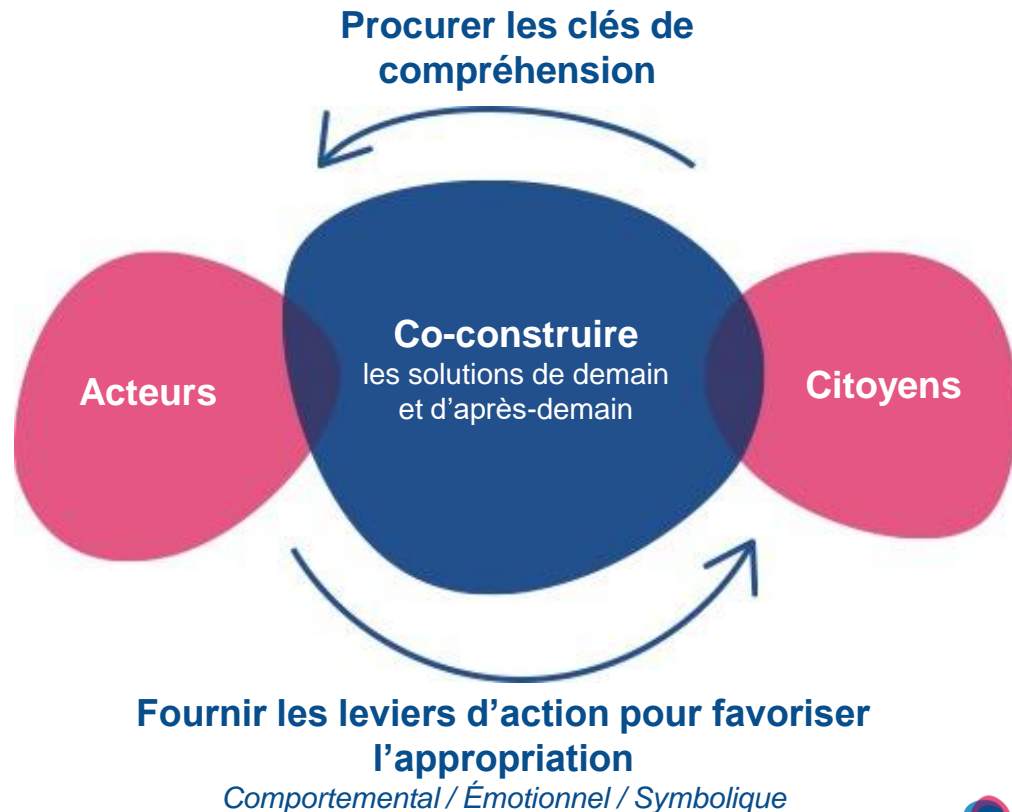 Procurer les clés de
compréhension
Co-construire
les solutions de demain
et d'après-demain
Acteurs
Citoyens
Fournir les leviers d'action pour favoriser
l'appropriation
Comportemental / Émotionnel / Symbolique